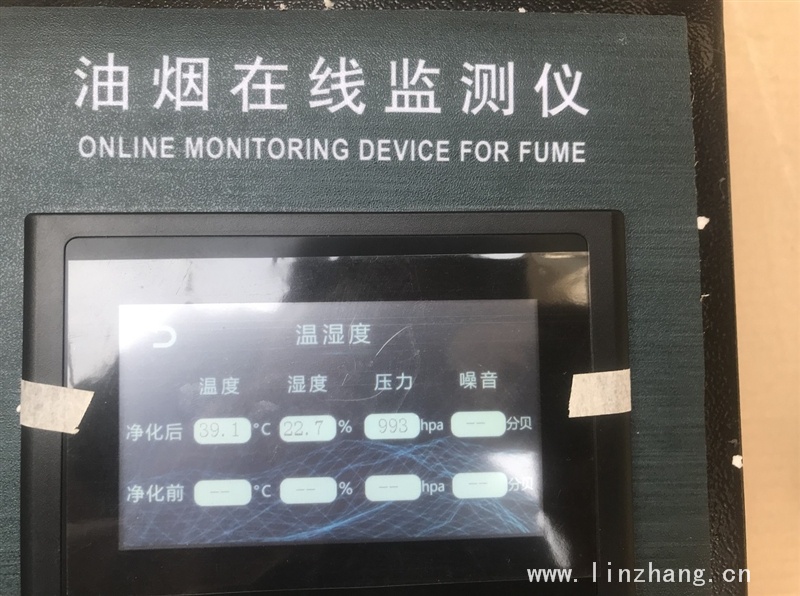 油烟在线监测仪
ONLINE MONITORING DEVICE FOR FUME
温湿度
温度 湿度 压力 噪音
净化后 39.1 °C 22.7 % 993 hpa -- 分贝
净化前 -- °C -- % -- hpa -- 分贝
www.linzhang.cn